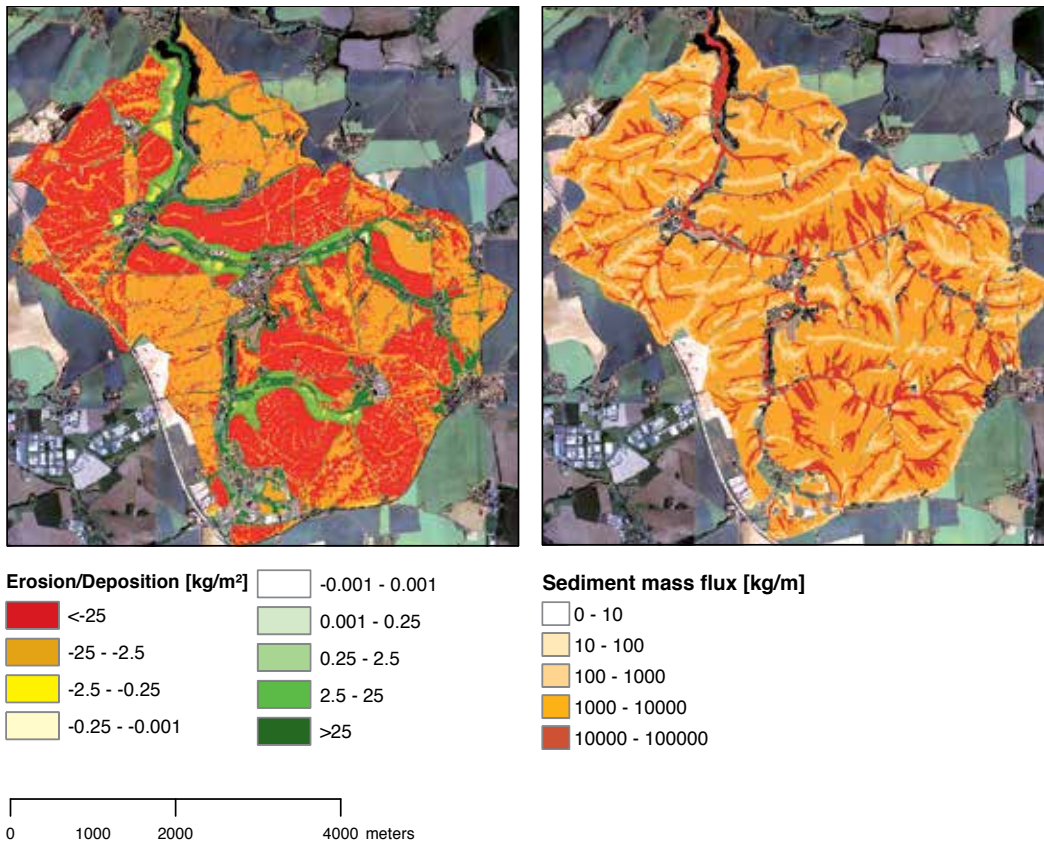 Erosion/Deposition [kg/m²]
<-25
-25 - -2.5
-2.5 - -0.25
-0.25 - -0.001
-0.001 - 0.001
0.001 - 0.25
0.25 - 2.5
2.5 - 25
>25
Sediment mass flux [kg/m]
0 - 10
10 - 100
100 - 1000
1000 - 10000
10000 - 100000
0 1000 2000 4000 meters